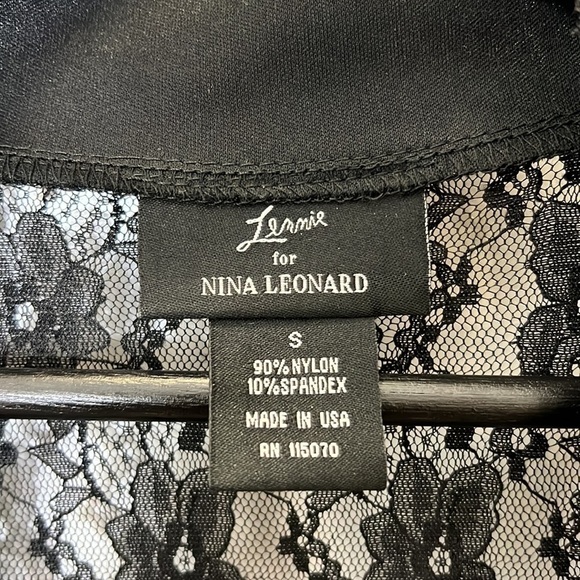 Lennie
for
NINA LEONARD
S
90%NYLON
10%SPANDEX
MADE IN USA
RN 115070